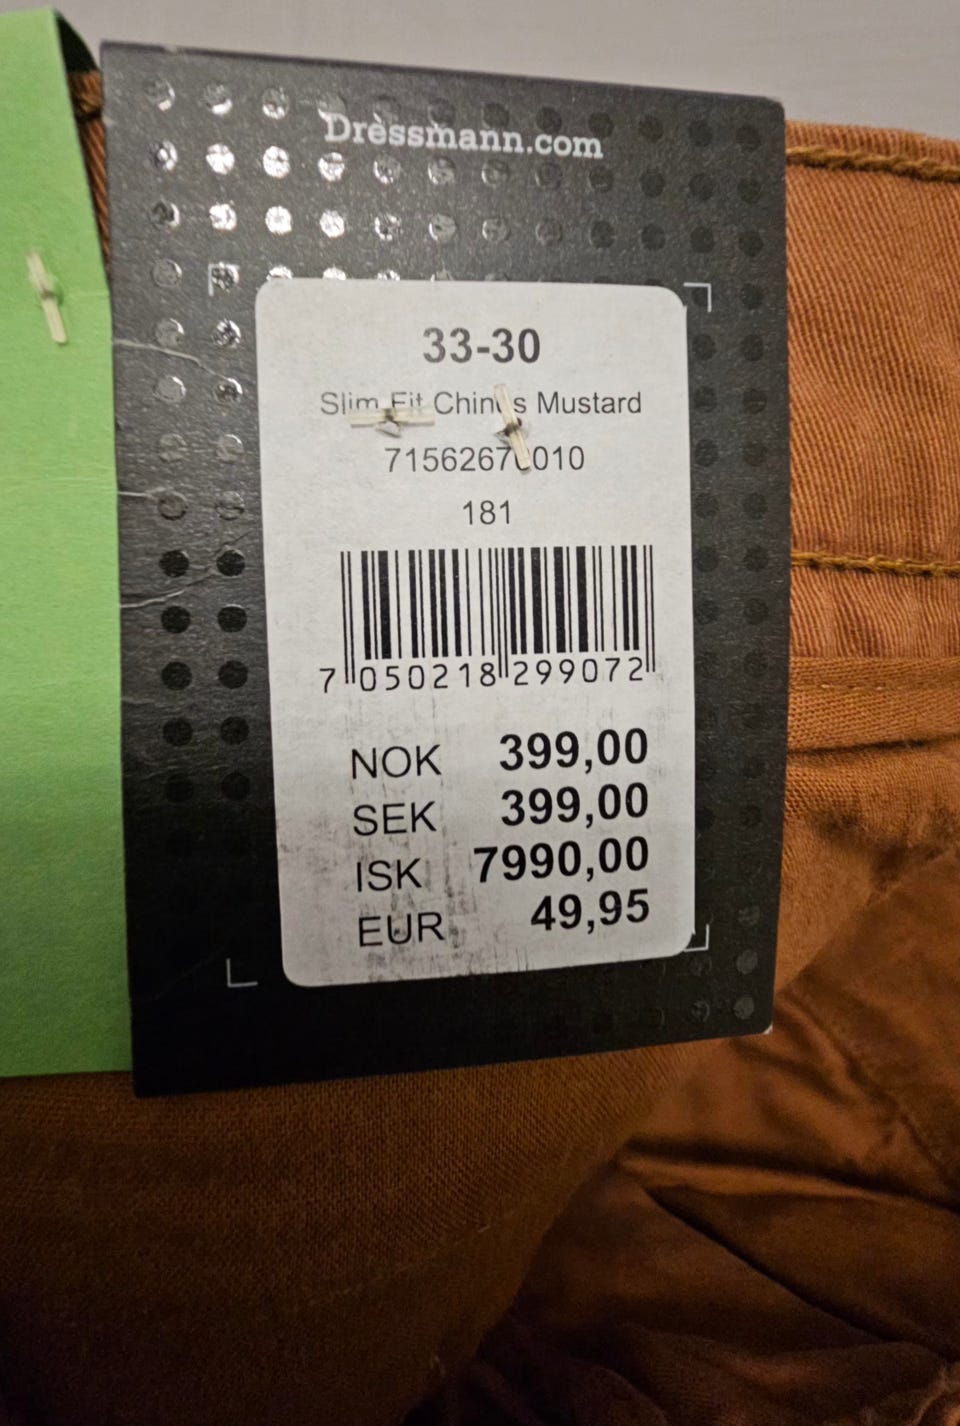 Dressmann.com
33-30
Slim Fit Chinos Mustard
181
7 050218 299072
NOK 399,00
SEK 399,00
ISK 7990,00
EUR 49,95